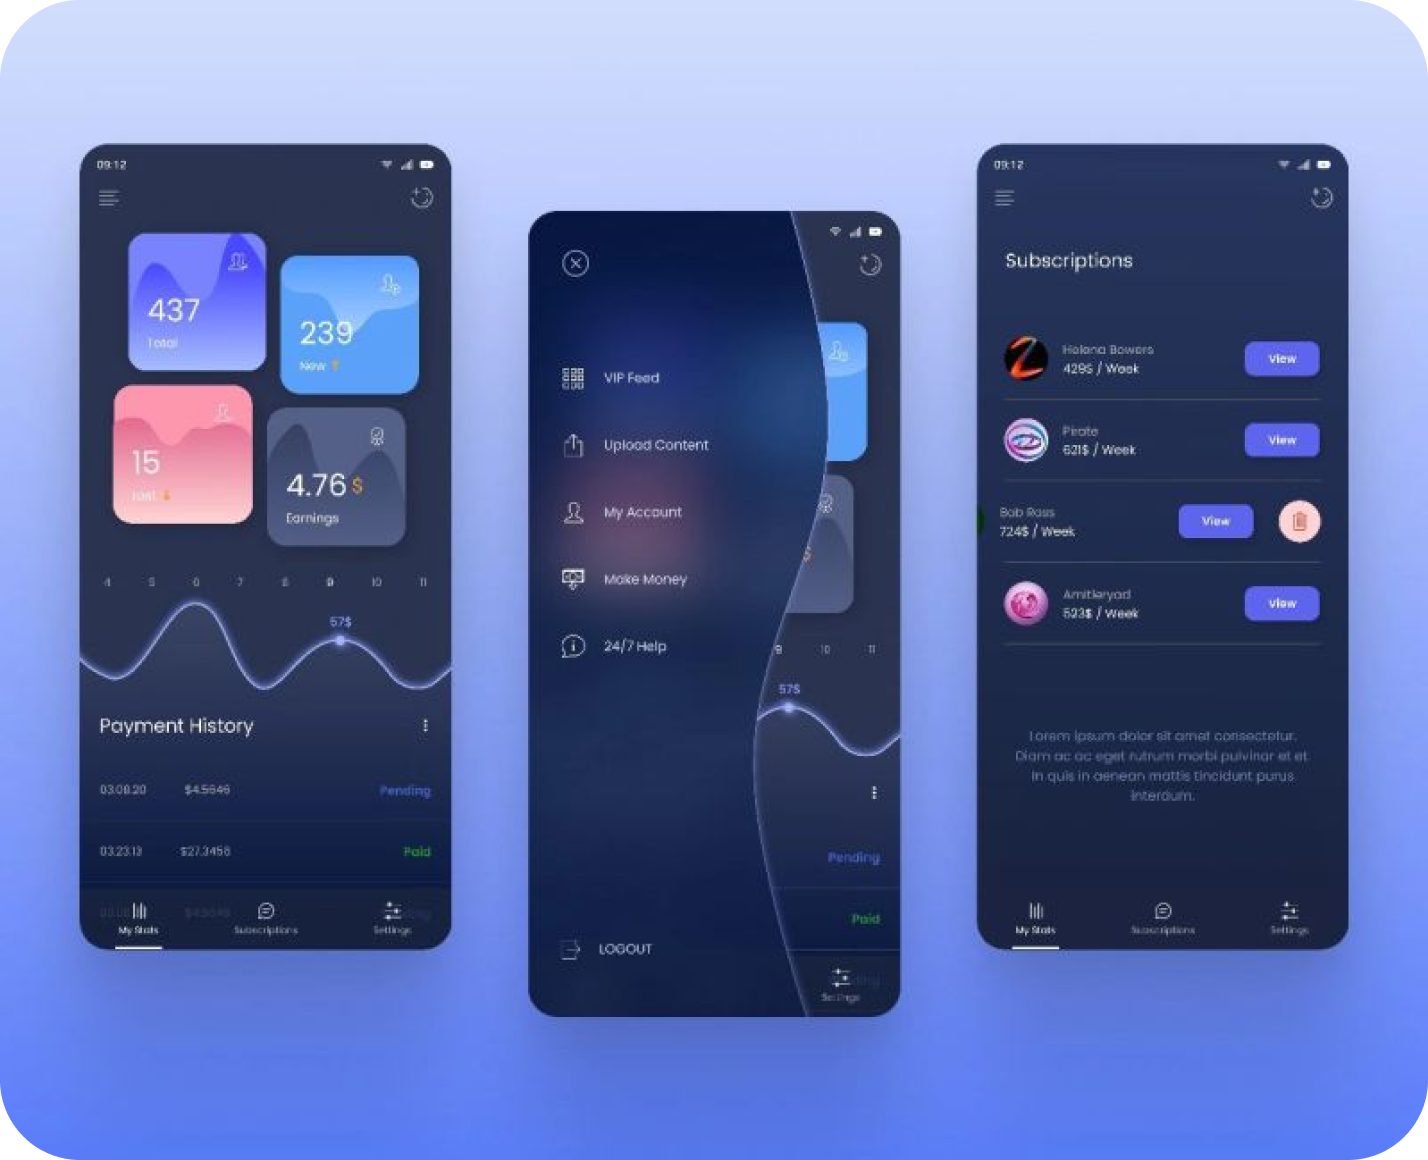 09:12
437
Total
239
New
15
Lost
4.76 $
Earnings
4 5 6 7 8 9 10 11
57$
Payment History
03.08.20 $4.5646 Pending
03.23.13 $27.3458 Paid
My Stats Subscriptions Settings
VIP Feed
Upload Content
My Account
Make Money
24/7 Help
LOGOUT
$
9 10 11
57$
Pending
Paid
Settings
09:12
Subscriptions
Helena Bowers
429$ / Week
View
Pirate
621$ / Week
View
Bob Ross
724$ / Week
View
Amitleryad
523$ / Week
View
Lorem ipsum dolor sit amet consectetur.
Diam ac ac eget rutrum morbi pulvinar et et.
In quis in aenean mattis tincidunt purus
interdum.
My Stats Subscriptions Settings